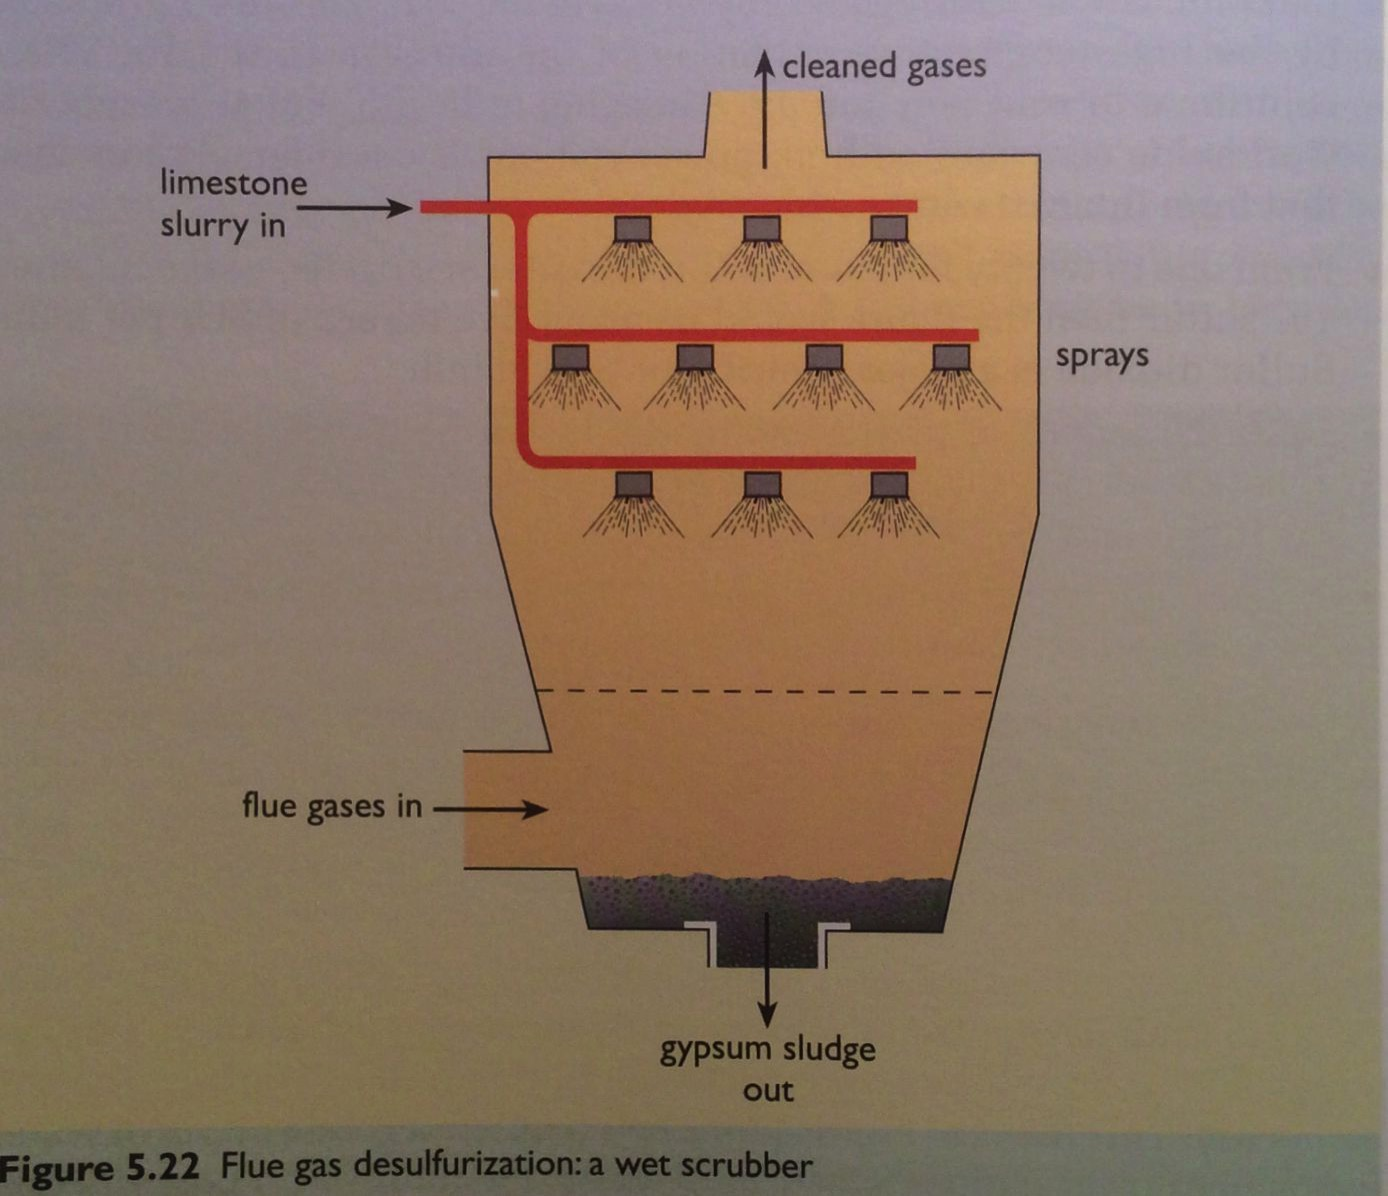 cleaned gases
limestone
slurry in
sprays
flue gases in
gypsum sludge
out
Figure 5.22 Flue gas desulfurization: a wet scrubber